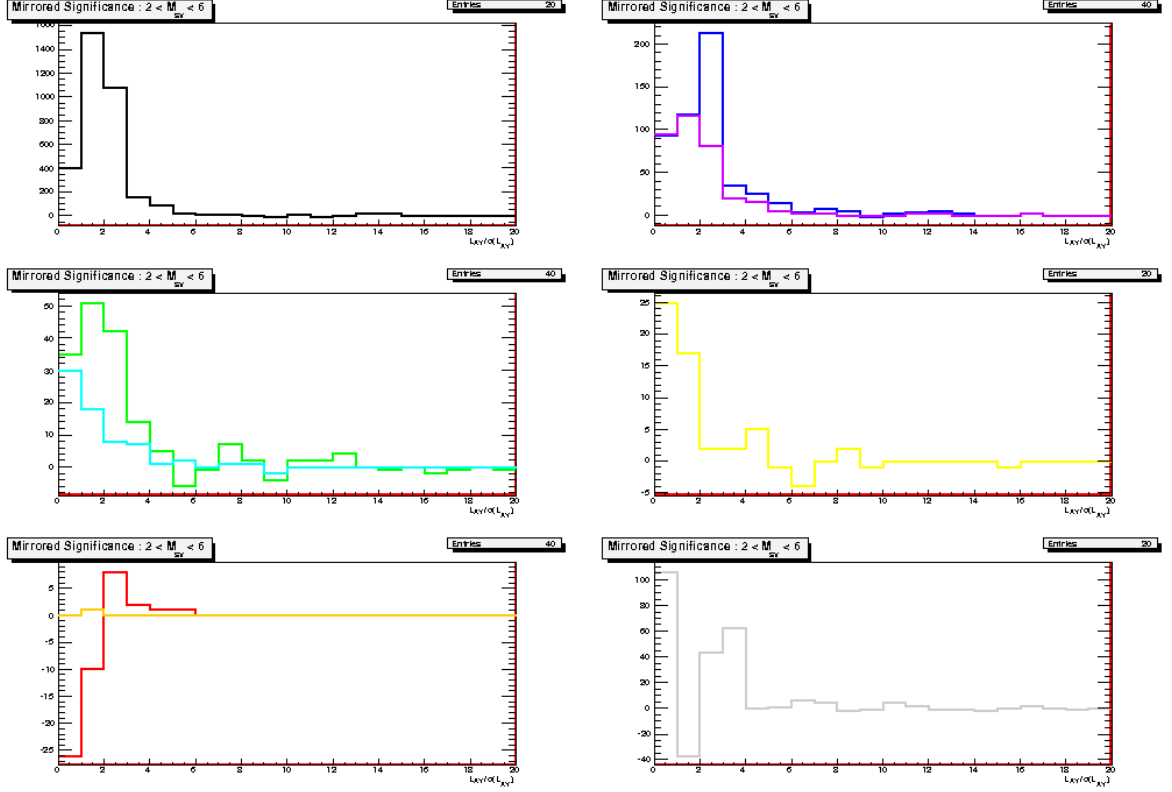 Mirrored Significance : 2 < M_SV < 6
Entries 20
1600
1400
1200
1000
800
600
400
200
0
0 2 4 6 8 10 12 14 16 18 20
L_XY/σ(L_XY)
Mirrored Significance : 2 < M_SV < 6
Entries 40
200
150
100
50
0
0 2 4 6 8 10 12 14 16 18 20
L_XY/σ(L_XY)
Mirrored Significance : 2 < M_SV < 6
Entries 40
50
40
30
20
10
0
0 2 4 6 8 10 12 14 16 18 20
L_XY/σ(L_XY)
Mirrored Significance : 2 < M_SV < 6
Entries 20
25
20
15
10
5
0
-5
0 2 4 6 8 10 12 14 16 18 20
L_XY/σ(L_XY)
Mirrored Significance : 2 < M_SV < 6
Entries 40
5
0
-5
-10
-15
-20
-25
0 2 4 6 8 10 12 14 16 18 20
L_XY/σ(L_XY)
Mirrored Significance : 2 < M_SV < 6
Entries 20
100
80
60
40
20
0
-20
-40
0 2 4 6 8 10 12 14 16 18 20
L_XY/σ(L_XY)